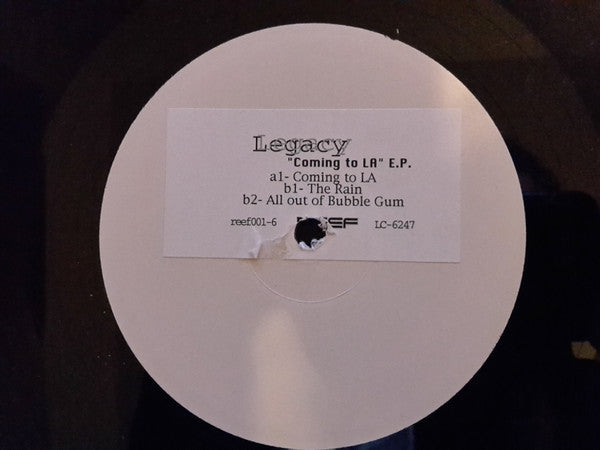 Legacy
"Coming to LA" E.P.
a1- Coming to LA
b1- The Rain
b2- All out of Bubble Gum
reef001-6 LC-6247